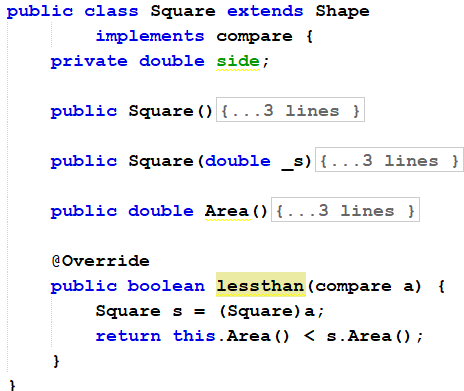 public class Square extends Shape
        implements compare {
    private double side;

    public Square(){...3 lines }

    public Square(double _s){...3 lines }

    public double Area(){...3 lines }

    @Override
    public boolean lessthan(compare a) {
        Square s = (Square)a;
        return this.Area() < s.Area();
    }
}